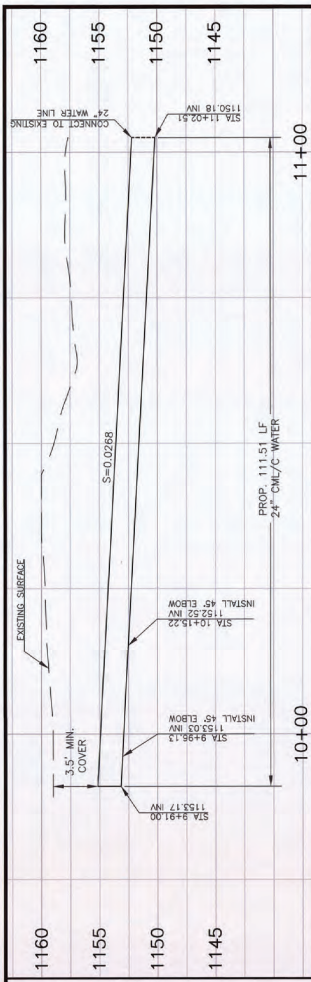 1160
1155
1150
1145
EXISTING SURFACE
3.5' MIN.
COVER
STA 9+91.00
1153.17 INV
STA 9+96.13
1153.03 INV
INSTALL 45° ELBOW
STA 10+15.22
1152.52 INV
INSTALL 45° ELBOW
S=0.0268
CONNECT TO EXISTING
24" WATER LINE
STA 11+02.51
1150.18 INV
PROP. 111.51 LF
24" CML/C WATER
10+00
11+00
1160
1155
1150
1145